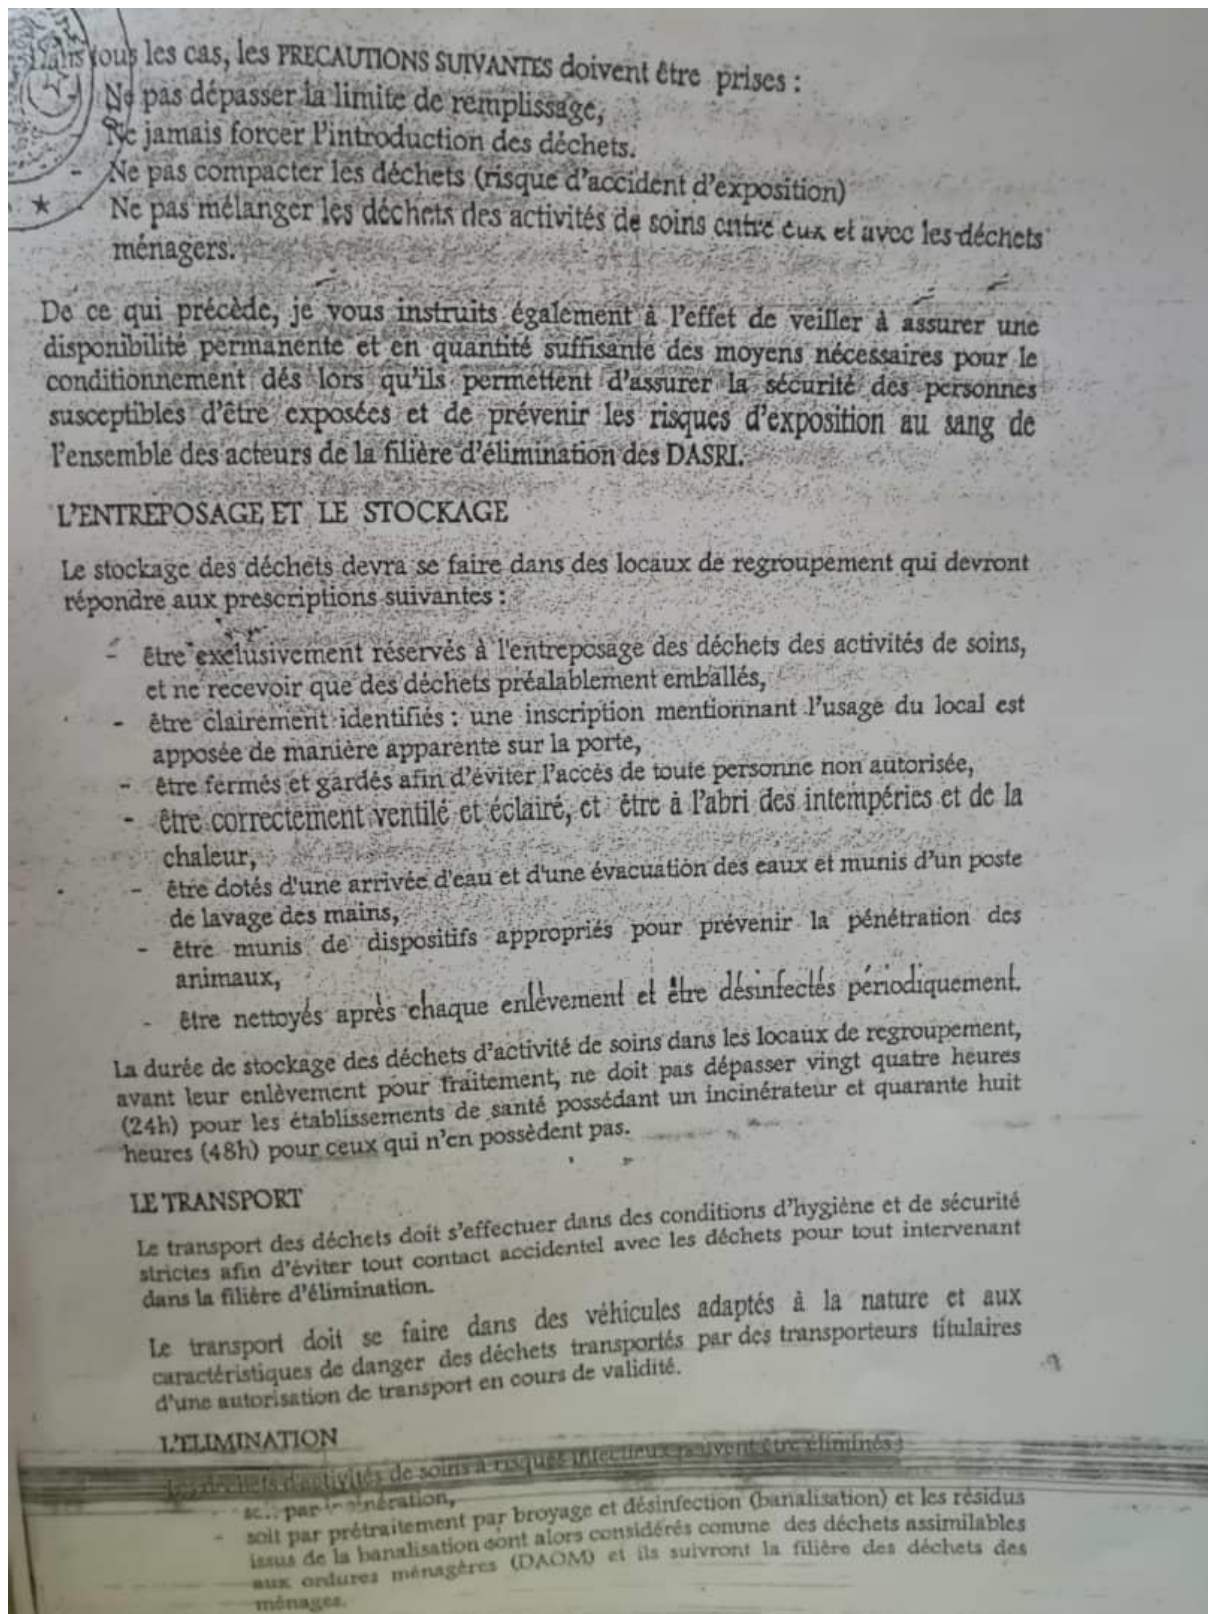 Dans tous les cas, les PRECAUTIONS SUIVANTES doivent être prises :
- Ne pas dépasser la limite de remplissage,
Ne jamais forcer l'introduction des déchets.
- Ne pas compacter les déchets (risque d'accident d'exposition)
- Ne pas mélanger les déchets des activités de soins entre eux et avec les déchets
ménagers.
De ce qui précède, je vous instruits également à l'effet de veiller à assurer une
disponibilité permanente et en quantité suffisante des moyens nécessaires pour le
conditionnement dés lors qu'ils permettent d'assurer la sécurité des personnes
susceptibles d'être exposées et de prévenir les risques d'exposition au sang de
l'ensemble des acteurs de la filière d'élimination des DASRI.
L'ENTREPOSAGE ET LE STOCKAGE
Le stockage des déchets devra se faire dans des locaux de regroupement qui devront
répondre aux prescriptions suivantes :
- être exclusivement réservés à l'entreposage des déchets des activités de soins,
et ne recevoir que des déchets préalablement emballés,
- être clairement identifiés : une inscription mentionnant l'usage du local est
apposée de manière apparente sur la porte,
- être fermés et gardés afin d'éviter l'accès de toute personne non autorisée,
- être correctement ventilé et éclairé, et être à l'abri des intempéries et de la
chaleur,
- être dotés d'une arrivée d'eau et d'une évacuation des eaux et munis d'un poste
de lavage des mains,
- être munis de dispositifs appropriés pour prévenir la pénétration des
animaux,
- être nettoyés après chaque enlèvement et être désinfectés périodiquement.
La durée de stockage des déchets d'activité de soins dans les locaux de regroupement,
avant leur enlèvement pour traitement, ne doit pas dépasser vingt quatre heures
(24h) pour les établissements de santé possédant un incinérateur et quarante huit
heures (48h) pour ceux qui n'en possèdent pas.
LE TRANSPORT
Le transport des déchets doit s'effectuer dans des conditions d'hygiène et de sécurité
strictes afin d'éviter tout contact accidentel avec les déchets pour tout intervenant
dans la filière d'élimination.
Le transport doit se faire dans des véhicules adaptés à la nature et aux
caractéristiques de danger des déchets transportés par des transporteurs titulaires
d'une autorisation de transport en cours de validité.
L'ELIMINATION
Les déchets d'activités de soins à risques infectieux peuvent être éliminés :
par incinération,
- soit par prétraitement par broyage et désinfection (banalisation) et les résidus
issus de la banalisation sont alors considérés comme des déchets assimilables
aux ordures ménagères (DAOM) et ils suivront la filière des déchets des
ménages.